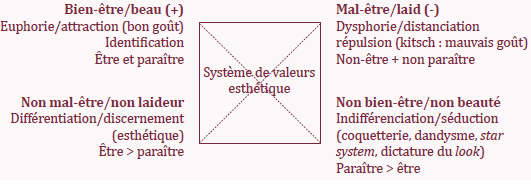 Bien-être/beau (+)
Euphorie/attraction (bon goût)
Identification
Être et paraître
Mal-être/laid (-)
Dysphorie/distanciation
répulsion (kitsch : mauvais goût)
Non-être + non paraître
Système de valeurs
esthétique
Non mal-être/non laideur
Différentiation/discernement
(esthétique)
Être > paraître
Non bien-être/non beauté
Indifférenciation/séduction
(coquetterie, dandysme, star
system, dictature du look)
Paraître > être